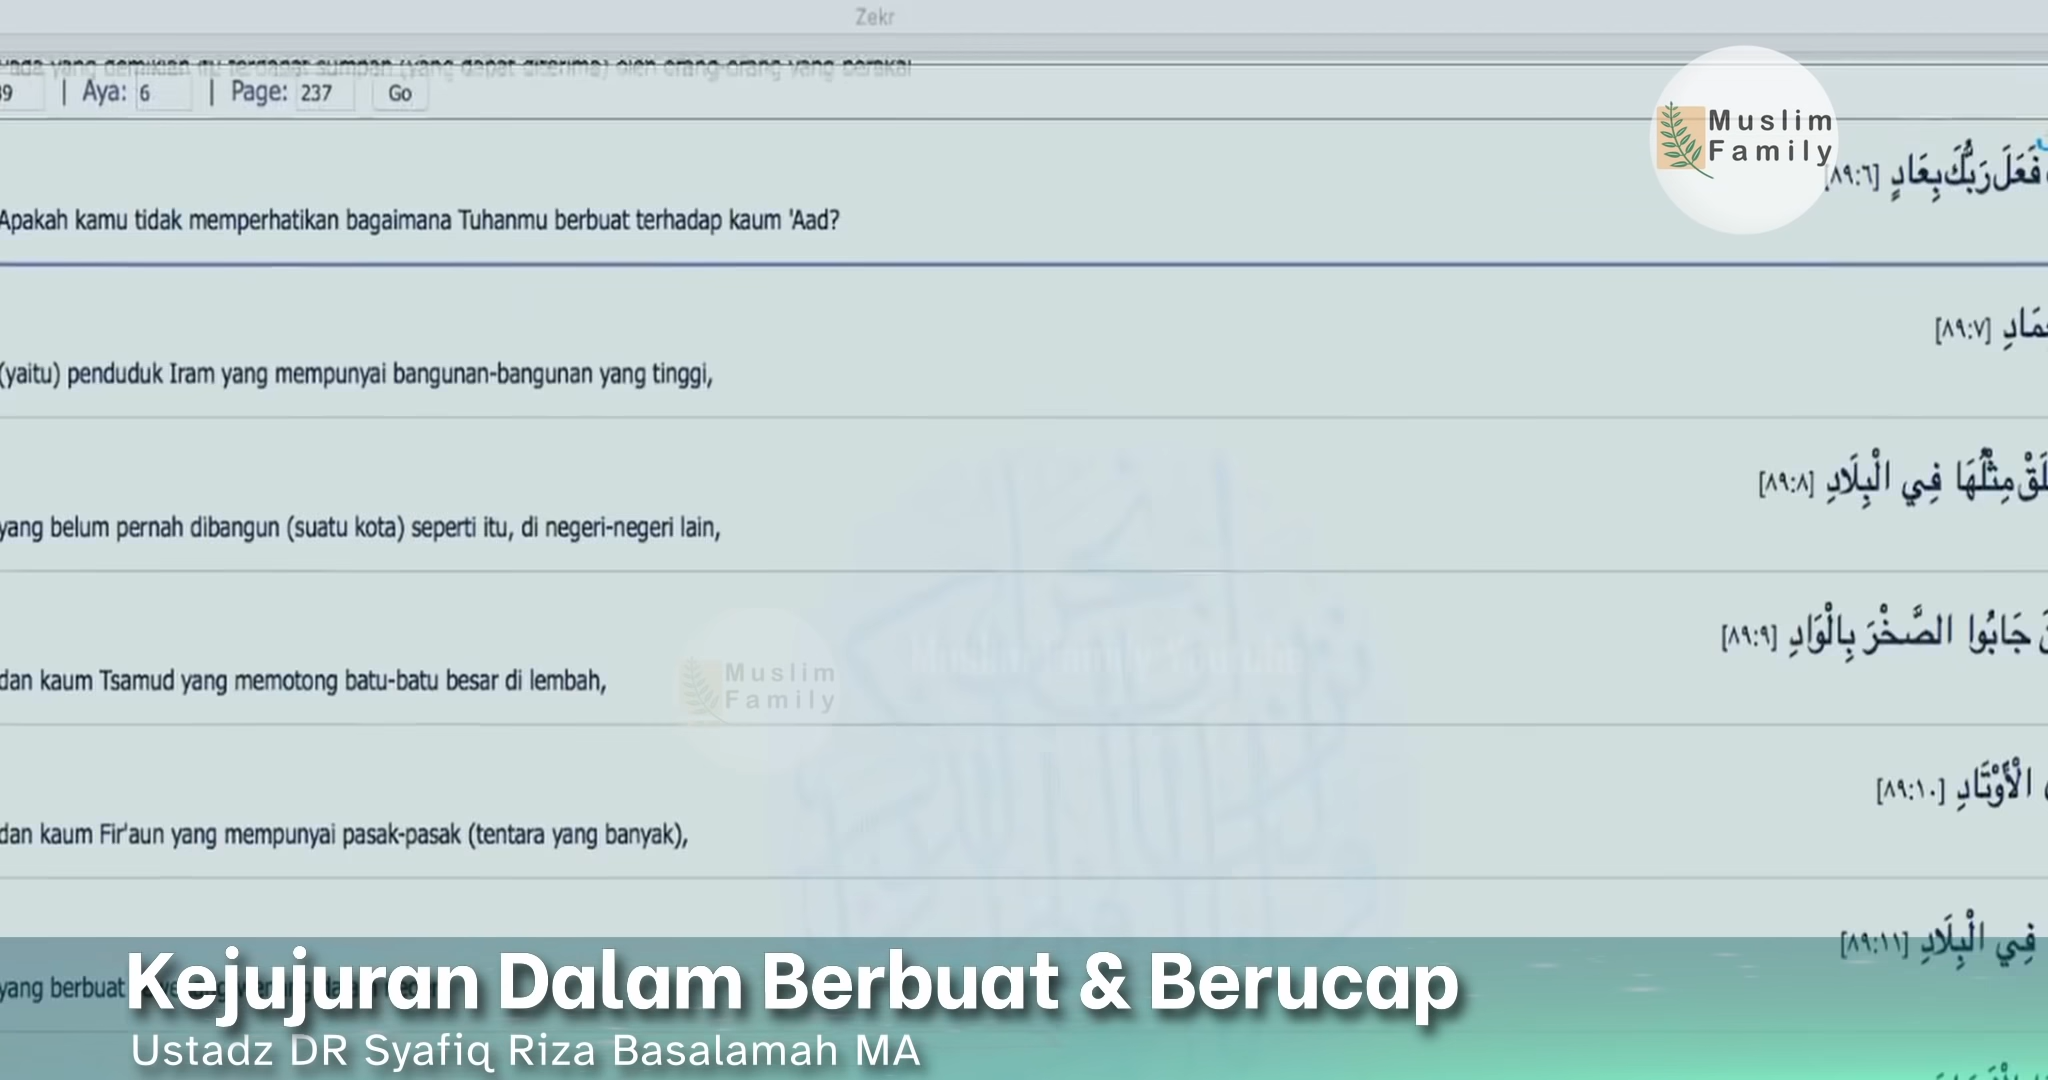 Zekr
89 | Aya: 6 | Page: 237 Go
Muslim
Family
فَعَلَ رَبُّكَ بِعَادٍ [٨٩:٦]
Apakah kamu tidak memperhatikan bagaimana Tuhanmu berbuat terhadap kaum 'Aad?
[٨٩:٧]
(yaitu) penduduk Iram yang mempunyai bangunan-bangunan yang tinggi,
مِثْلُهَا فِي الْبِلَادِ [٨٩:٨]
yang belum pernah dibangun (suatu kota) seperti itu, di negeri-negeri lain,
جَابُوا الصَّخْرَ بِالْوَادِ [٨٩:٩]
dan kaum Tsamud yang memotong batu-batu besar di lembah,
Muslim
Family
الْأَوْتَادِ [٨٩:١٠]
dan kaum Fir'aun yang mempunyai pasak-pasak (tentara yang banyak),
فِي الْبِلَادِ [٨٩:١١]
yang berbuat
Kejujuran Dalam Berbuat & Berucap
Ustadz DR Syafiq Riza Basalamah MA